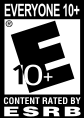 EVERYONE 10+
E
10+
CONTENT RATED BY
ESRB